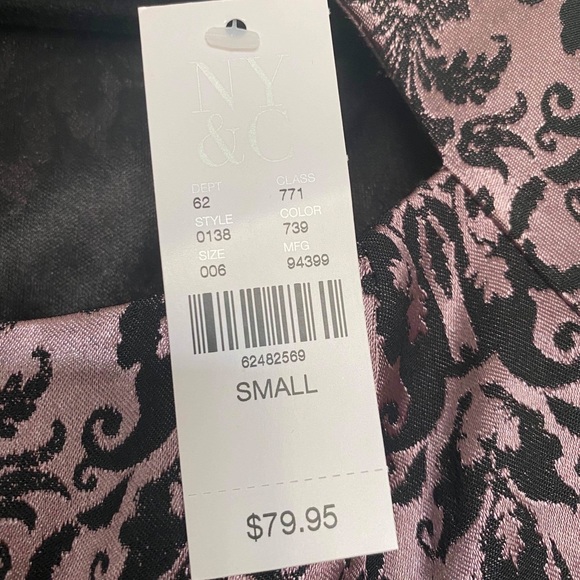 NY
&C
DEPT CLASS
62 771
STYLE COLOR
0138 739
SIZE MFG
006 94399
62482569
SMALL
$79.95